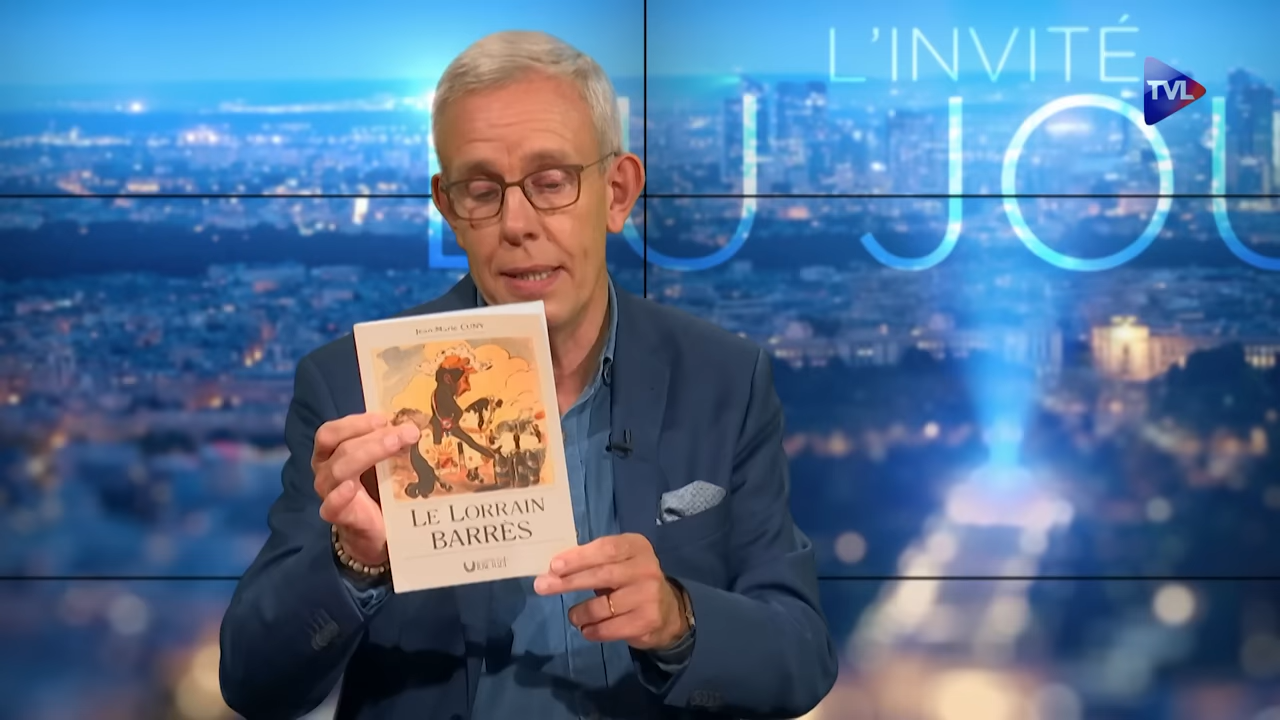 L'INVITÉ
DU JOU
TVL
Jean-Marie CUNY
LE LORRAIN
BARRÈS